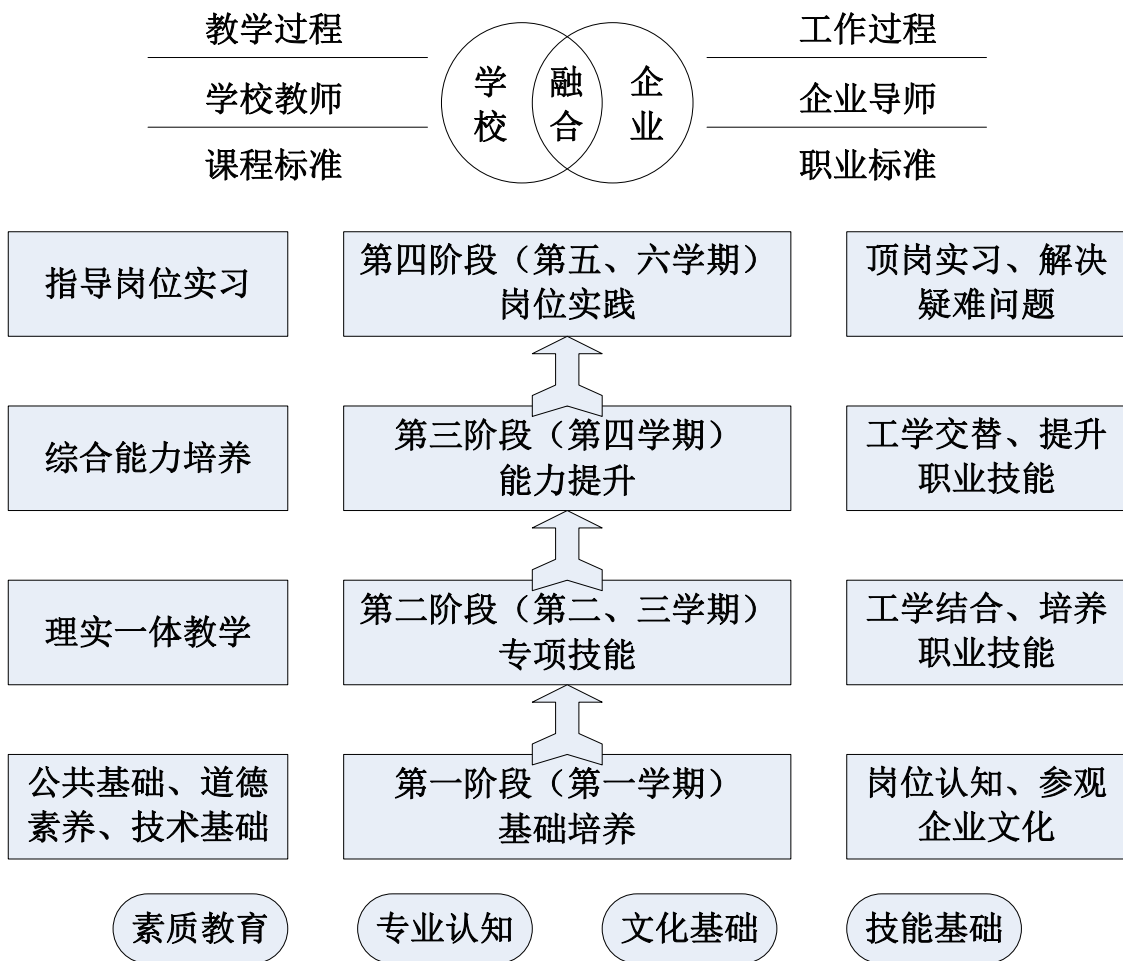 教学过程
学校教师
课程标准
学校
融合
企业
工作过程
企业导师
职业标准
指导岗位实习
第四阶段（第五、六学期）
岗位实践
顶岗实习、解决
疑难问题
综合能力培养
第三阶段（第四学期）
能力提升
工学交替、提升
职业技能
理实一体教学
第二阶段（第二、三学期）
专项技能
工学结合、培养
职业技能
公共基础、道德
素养、技术基础
第一阶段（第一学期）
基础培养
岗位认知、参观
企业文化
素质教育
专业认知
文化基础
技能基础